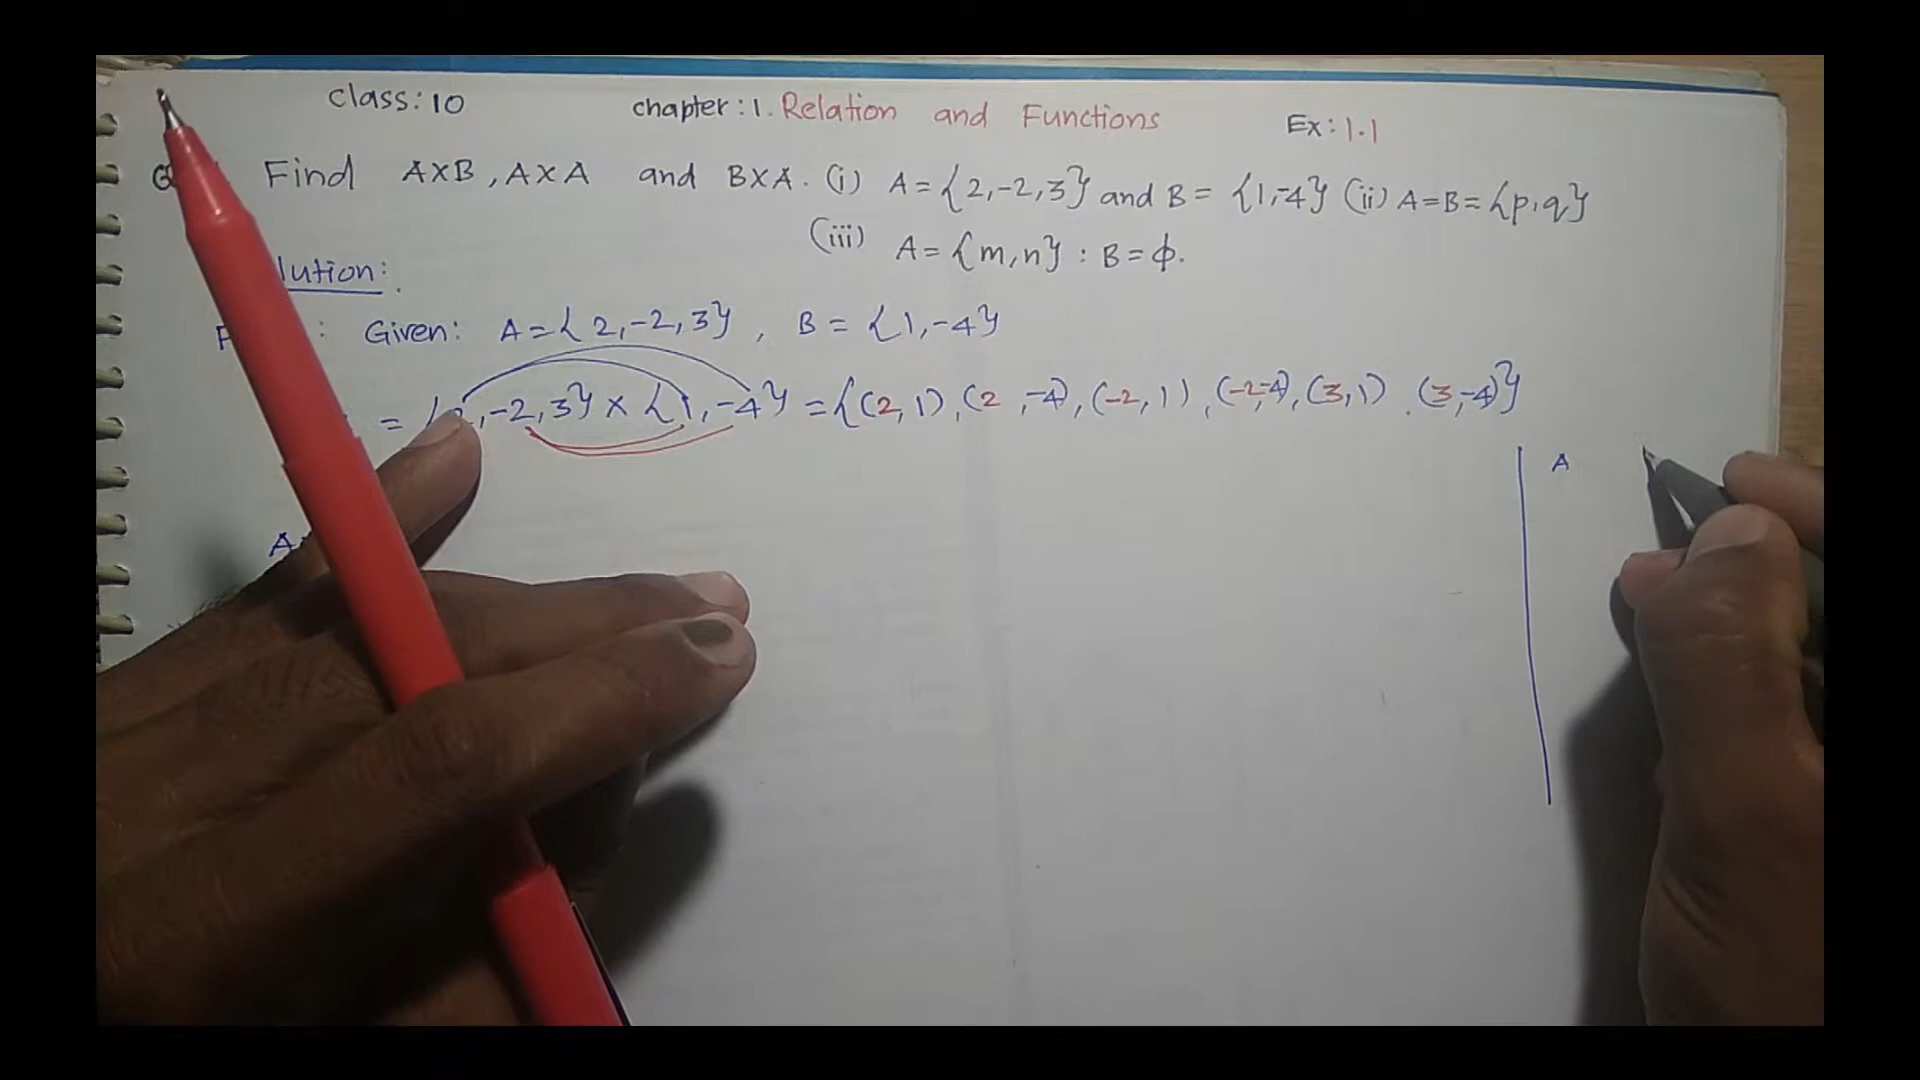 Class: 10 chapter: 1. Relation and Functions Ex: 1.1
Find A×B, A×A and B×A. (i) A={2,-2,3} and B= {1,-4} (ii) A=B={p,q}
(iii) A={m,n} : B=ϕ.
lution:
Given: A={2,-2,3}, B={1,-4}
= {2,-2,3}×{1,-4}={(2,1),(2,-4),(-2,1),(-2,-4),(3,1),(3,-4)}
A
A